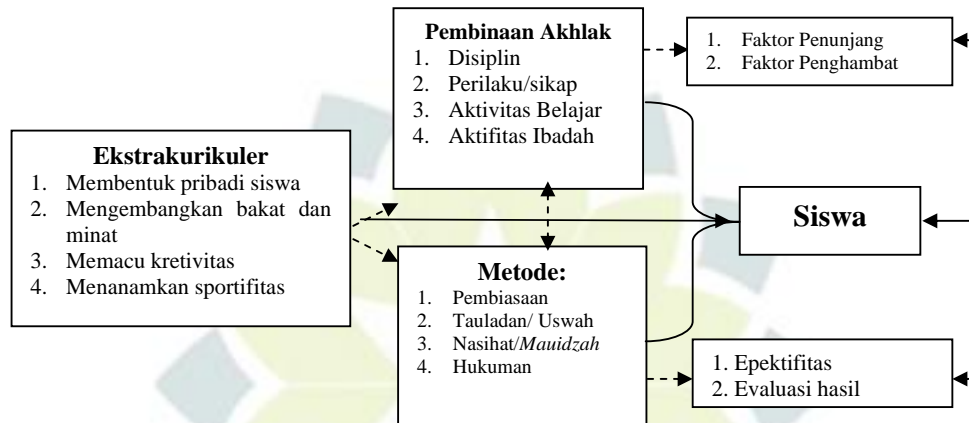 Ekstrakurikuler
1. Membentuk pribadi siswa
2. Mengembangkan bakat dan
minat
3. Memacu kretivitas
4. Menanamkan sportifitas
Pembinaan Akhlak
1. Disiplin
2. Perilaku/sikap
3. Aktivitas Belajar
4. Aktifitas Ibadah
Metode:
1. Pembiasaan
2. Tauladan/ Uswah
3. Nasihat/Mauidzah
4. Hukuman
1. Faktor Penunjang
2. Faktor Penghambat
Siswa
1. Epektifitas
2. Evaluasi hasil